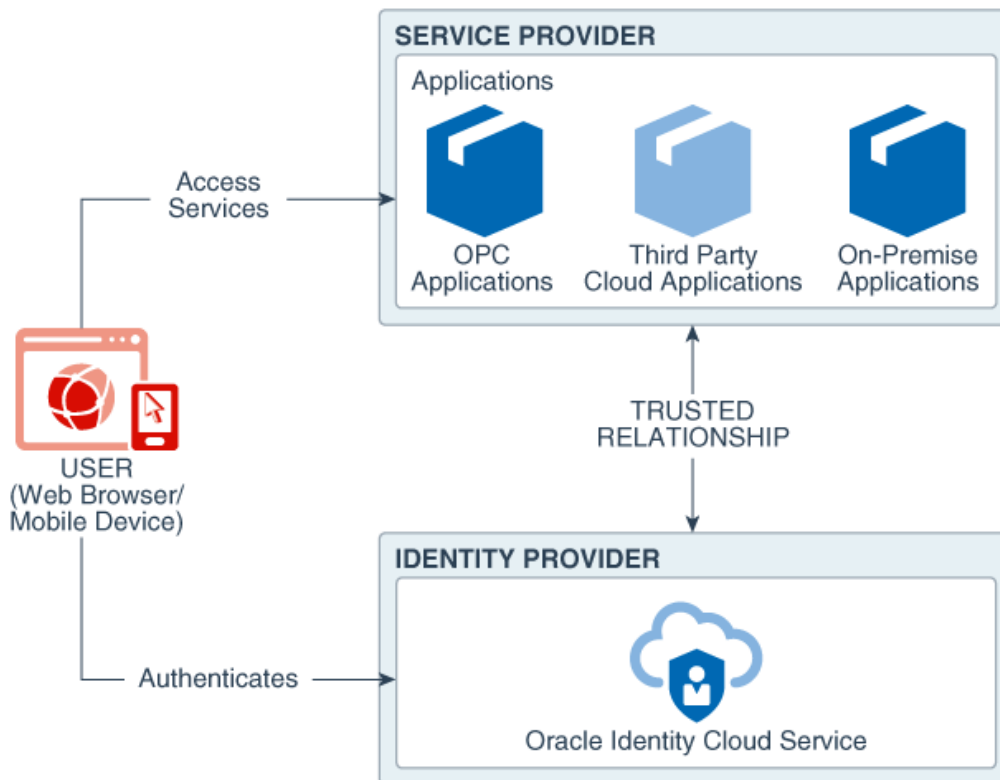 SERVICE PROVIDER
Applications
OPC
Applications
Third Party
Cloud Applications
On-Premise
Applications
Access
Services
USER
(Web Browser/
Mobile Device)
TRUSTED
RELATIONSHIP
IDENTITY PROVIDER
Authenticates
Oracle Identity Cloud Service